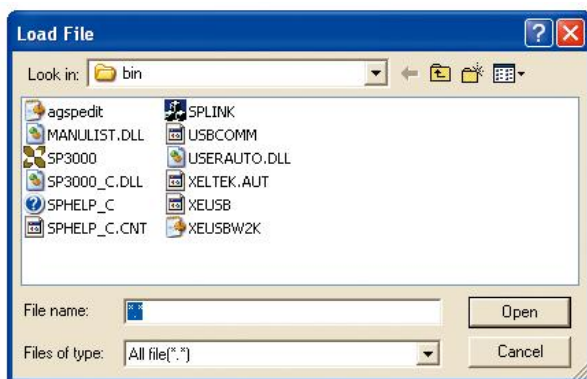 Load File
Look in: bin
agspedit
MANULIST.DLL
SP3000
SP3000_C.DLL
SPHELP_C
SPHELP_C.CNT
SPLINK
USBCOMM
USERAUTO.DLL
XELTEK.AUT
XEUSB
XEUSBW2K
File name: *.*
Open
Files of type: All file(*.*)
Cancel